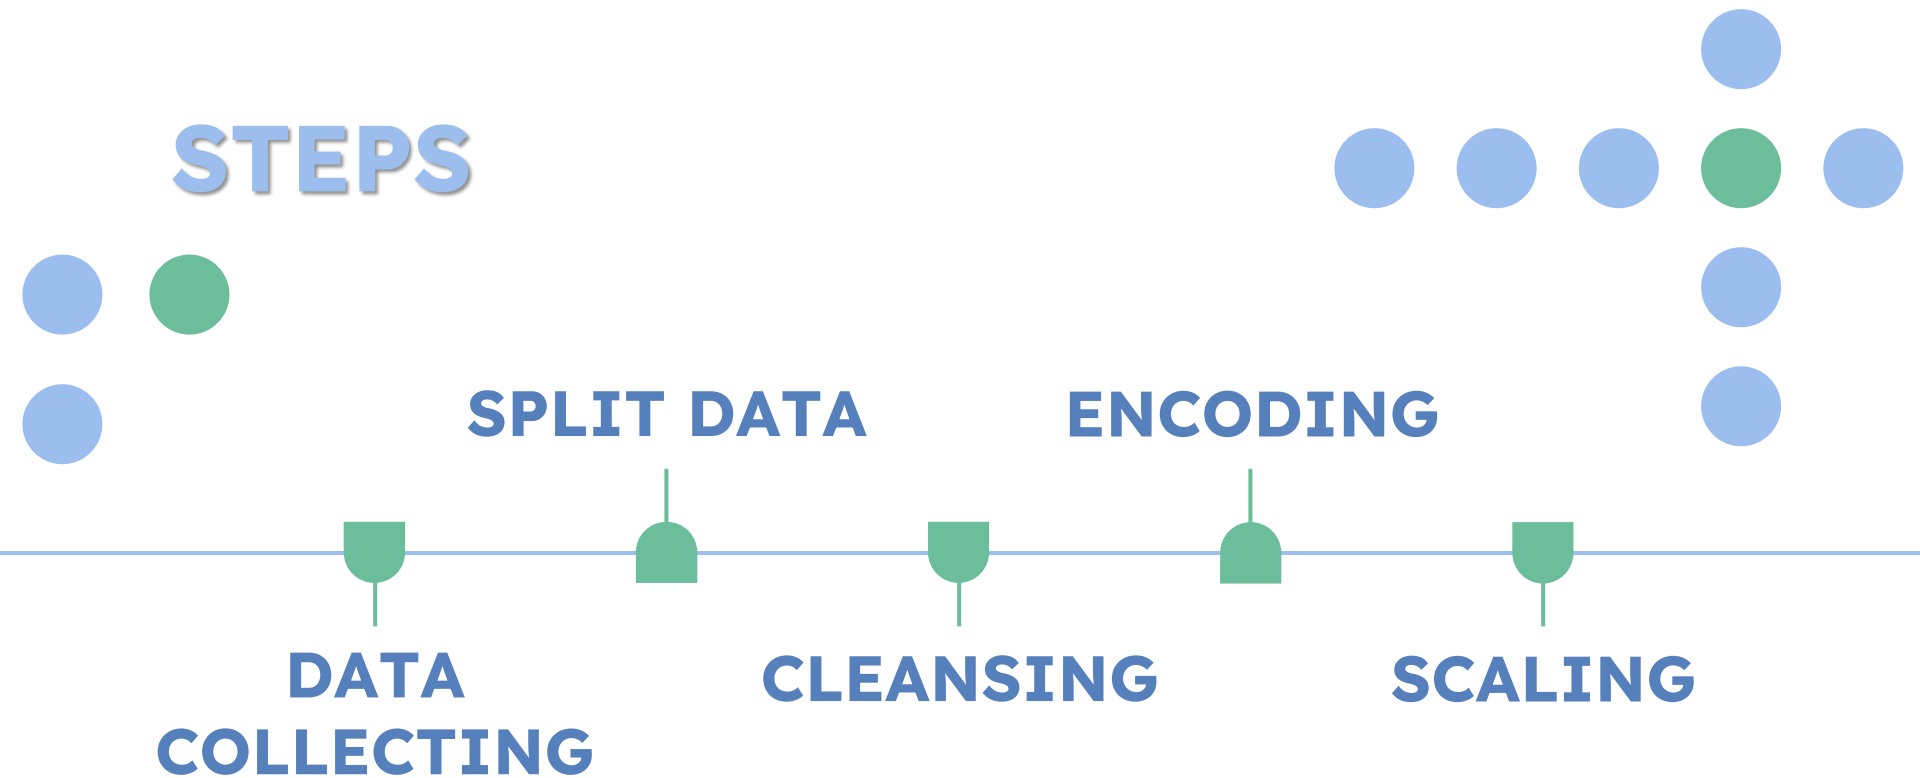 STEPS
SPLIT DATA
ENCODING
DATA
COLLECTING
CLEANSING
SCALING